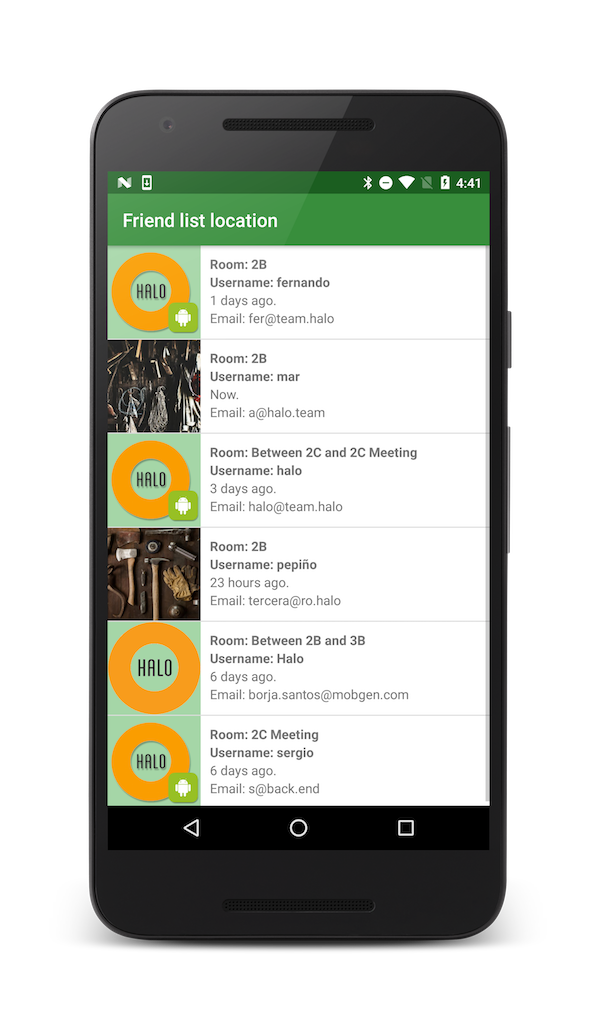 4:41
Friend list location
HALO
Room: 2B
Username: fernando
1 days ago.
Email: fer@team.halo
Room: 2B
Username: mar
Now.
Email: a@halo.team
HALO
Room: Between 2C and 2C Meeting
Username: halo
3 days ago.
Email: halo@team.halo
Room: 2B
Username: pepiño
23 hours ago.
Email: tercera@ro.halo
HALO
Room: Between 2B and 3B
Username: Halo
6 days ago.
Email: borja.santos@mobgen.com
HALO
Room: 2C Meeting
Username: sergio
6 days ago.
Email: s@back.end